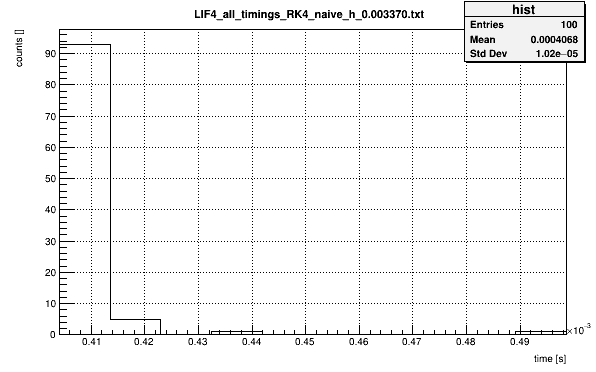 LIF4_all_timings_RK4_naive_h_0.003370.txt
hist
Entries 100
Mean 0.0004068
Std Dev 1.02e−05
counts []
90
80
70
60
50
40
30
20
10
0
0.41 0.42 0.43 0.44 0.45 0.46 0.47 0.48 0.49
×10⁻³
time [s]